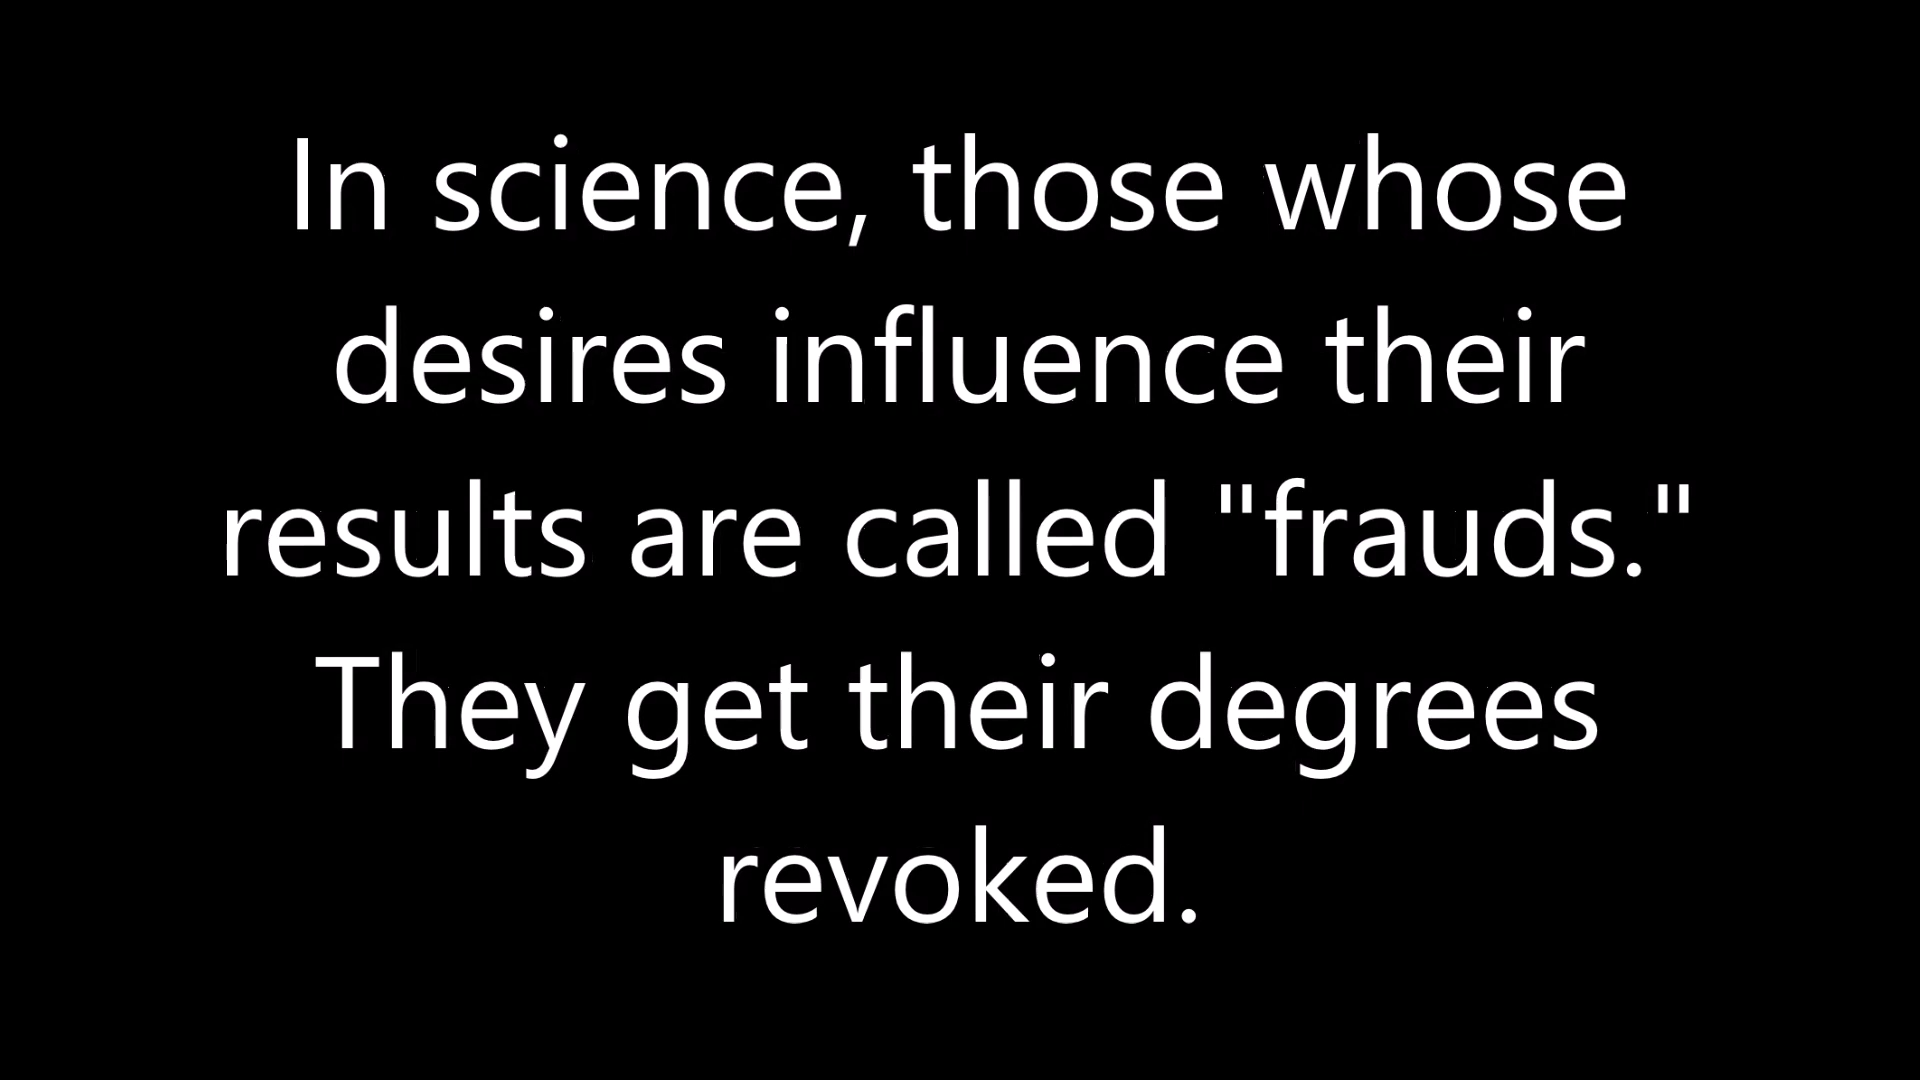 In science, those whose
desires influence their
results are called "frauds."
They get their degrees
revoked.